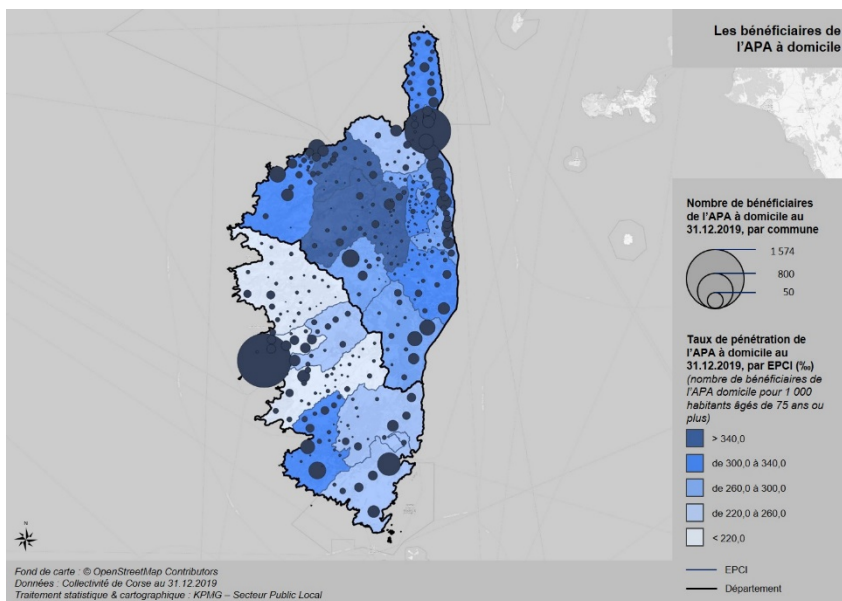 Les bénéficiaires de
l'APA à domicile
Nombre de bénéficiaires
de l'APA à domicile au
31.12.2019, par commune
1 574
800
50
Taux de pénétration de
l'APA à domicile au
31.12.2019, par EPCI (‰)
(nombre de bénéficiaires de
l'APA domicile pour 1 000
habitants âgés de 75 ans ou
plus)
> 340,0
de 300,0 à 340,0
de 260,0 à 300,0
de 220,0 à 260,0
< 220,0
EPCI
Département
N
Fond de carte : © OpenStreetMap Contributors
Données : Collectivité de Corse au 31.12.2019
Traitement statistique & cartographique : KPMG – Secteur Public Local